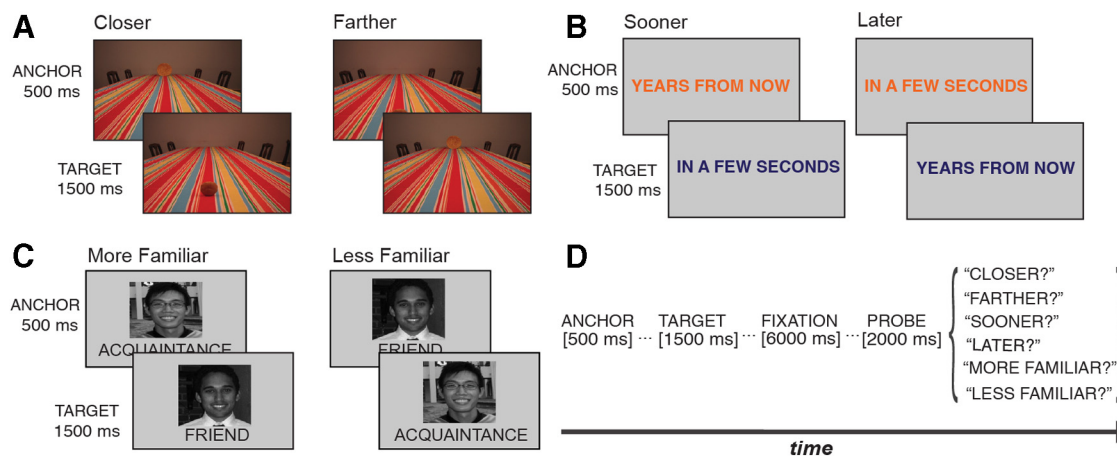 A
Closer
Farther
ANCHOR
500 ms
TARGET
1500 ms
B
Sooner
Later
ANCHOR
500 ms
YEARS FROM NOW
IN A FEW SECONDS
TARGET
1500 ms
IN A FEW SECONDS
YEARS FROM NOW
C
More Familiar
Less Familiar
ANCHOR
500 ms
ACQUAINTANCE
FRIEND
TARGET
1500 ms
FRIEND
ACQUAINTANCE
D
ANCHOR ... TARGET ... FIXATION ... PROBE
[500 ms] [1500 ms] [6000 ms] [2000 ms]
“CLOSER?”
“FARTHER?”
“SOONER?”
“LATER?”
“MORE FAMILIAR?”
“LESS FAMILIAR?”
time